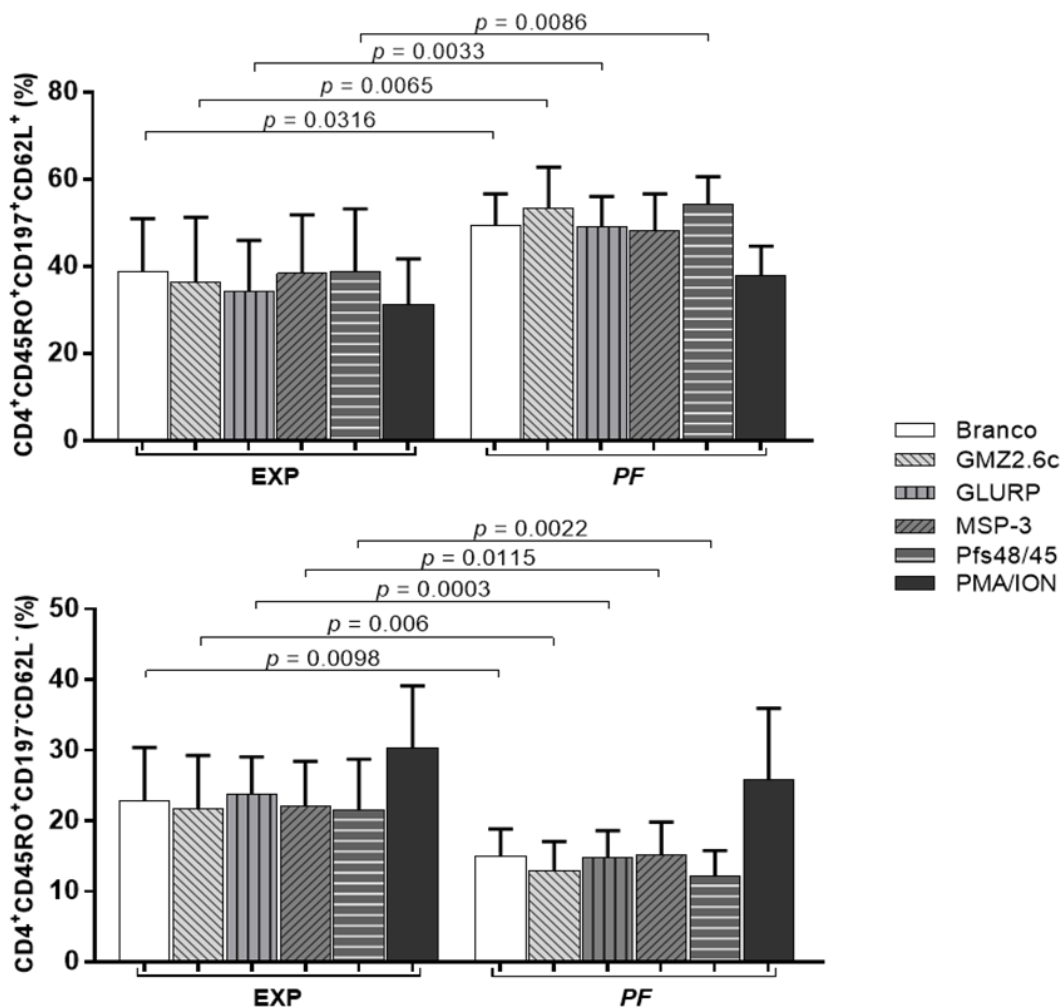 p = 0.0086
p = 0.0033
p = 0.0065
p = 0.0316
CD4⁺CD45RO⁺CD197⁺CD62L⁺ (%)
80
60
40
20
0
EXP
PF
Branco
GMZ2.6c
GLURP
MSP-3
Pfs48/45
PMA/ION
p = 0.0022
p = 0.0115
p = 0.0003
p = 0.006
p = 0.0098
CD4⁺CD45RO⁺CD197⁻CD62L⁻ (%)
50
40
30
20
10
0
EXP
PF